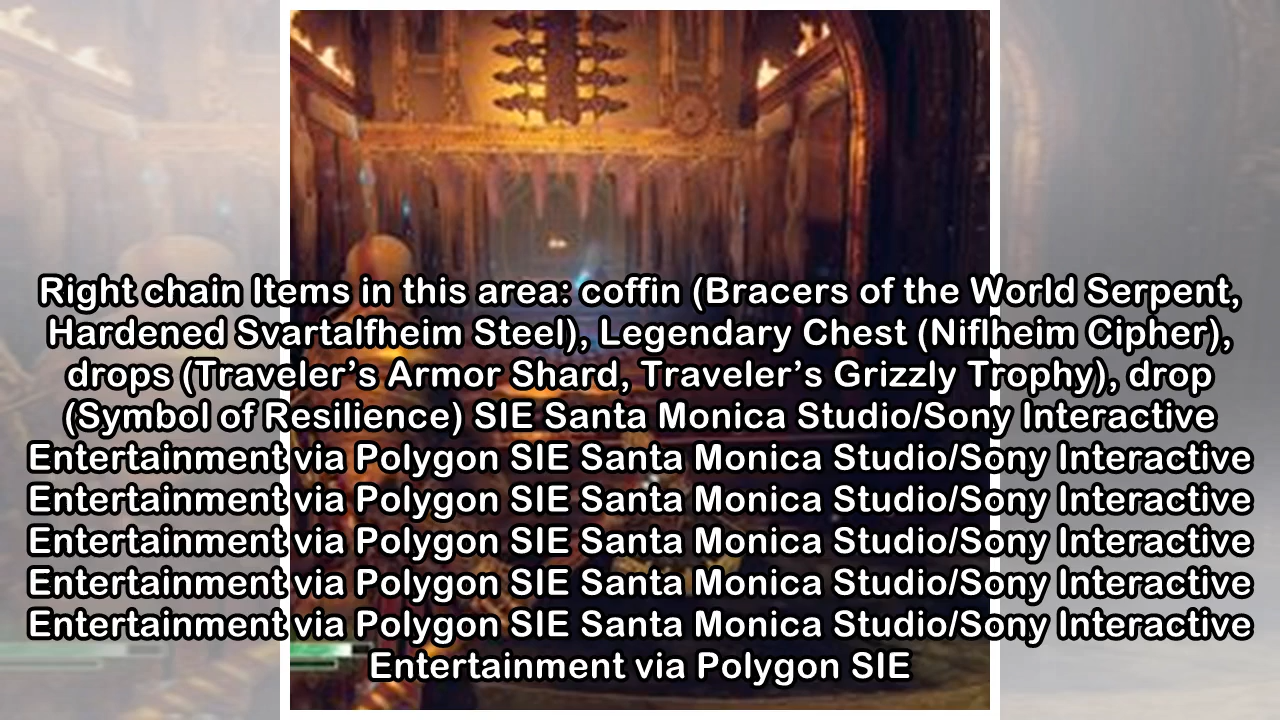 Right chain Items in this area: coffin (Bracers of the World Serpent,
Hardened Svartalfheim Steel), Legendary Chest (Niflheim Cipher),
drops (Traveler’s Armor Shard, Traveler’s Grizzly Trophy), drop
(Symbol of Resilience) SIE Santa Monica Studio/Sony Interactive
Entertainment via Polygon SIE Santa Monica Studio/Sony Interactive
Entertainment via Polygon SIE Santa Monica Studio/Sony Interactive
Entertainment via Polygon SIE Santa Monica Studio/Sony Interactive
Entertainment via Polygon SIE Santa Monica Studio/Sony Interactive
Entertainment via Polygon SIE Santa Monica Studio/Sony Interactive
Entertainment via Polygon SIE